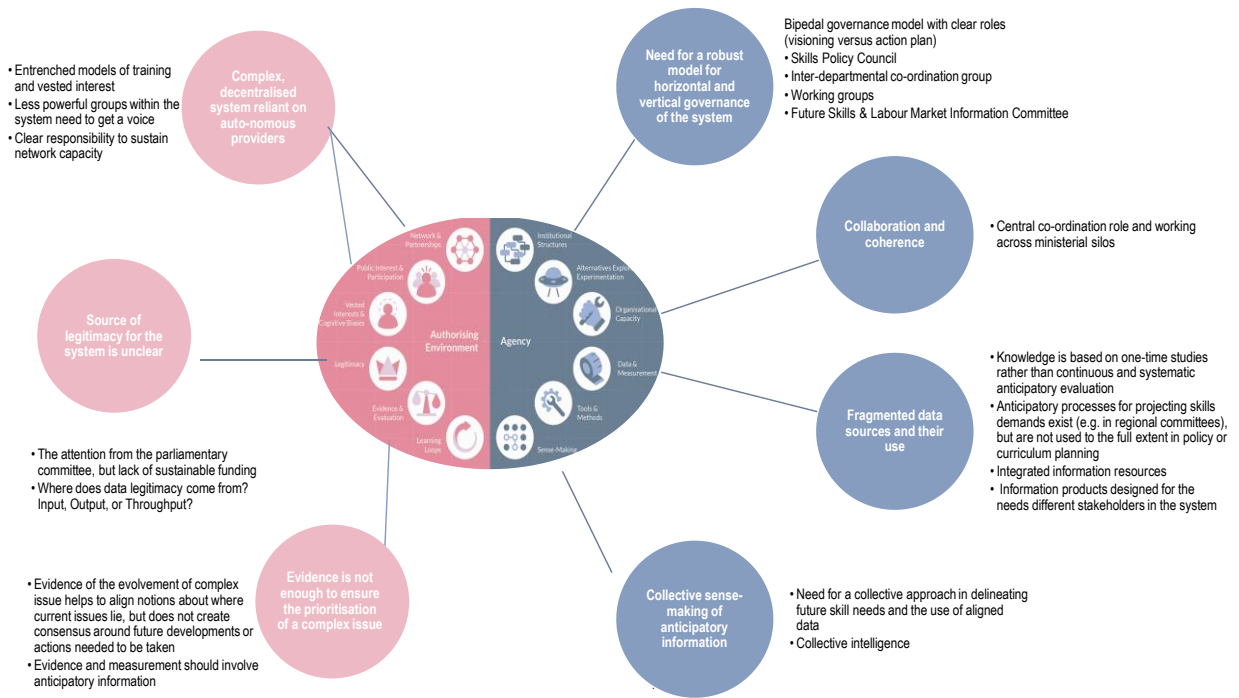 • Entrenched models of training
and vested interest
• Less powerful groups within the
system need to get a voice
• Clear responsibility to sustain
network capacity
Complex,
decentralised
system reliant on
auto-nomous
providers
Need for a robust
model for
horizontal and
vertical governance
of the system
Bipedal governance model with clear roles
(visioning versus action plan)
• Skills Policy Council
• Inter-departmental co-ordination group
• Working groups
• Future Skills & Labour Market Information Committee
Source of
legitimacy for the
system is unclear
• The attention from the parliamentary
committee, but lack of sustainable funding
• Where does data legitimacy come from?
Input, Output, or Throughput?
Network &
Partnerships
Public Interest &
Participation
Vested
Interests &
Cognitive Biases
Authorising
Environment
Legitimacy
Evidence &
Evaluation
Learning
Loops
Institutional
Structures
Alternatives Explor
Experimentation
Organisational
Capacity
Agency
Data &
Measurement
Tools &
Methods
Sense-Making
Collaboration and
coherence
• Central co-ordination role and working
across ministerial silos
Fragmented data
sources and their
use
• Knowledge is based on one-time studies
rather than continuous and systematic
anticipatory evaluation
• Anticipatory processes for projecting skills
demands exist (e.g. in regional committees),
but are not used to the full extent in policy or
curriculum planning
• Integrated information resources
• Information products designed for the
needs different stakeholders in the system
• Evidence of the evolvement of complex
issue helps to align notions about where
current issues lie, but does not create
consensus around future developments or
actions needed to be taken
• Evidence and measurement should involve
anticipatory information
Evidence is not
enough to ensure
the prioritisation
of a complex issue
Collective sense-
making of
anticipatory
information
• Need for a collective approach in delineating
future skill needs and the use of aligned
data
• Collective intelligence